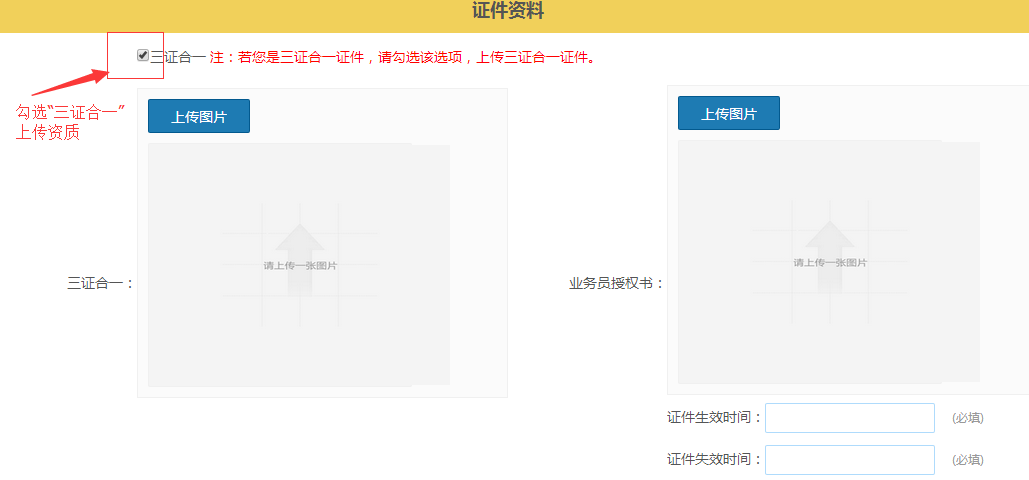 证件资料
三证合一 注：若您是三证合一证件，请勾选该选项，上传三证合一证件。
勾选“三证合一”
上传资质
上传图片
请上传一张图片
三证合一：
上传图片
请上传一张图片
业务员授权书：
证件生效时间： (必填)
证件失效时间： (必填)